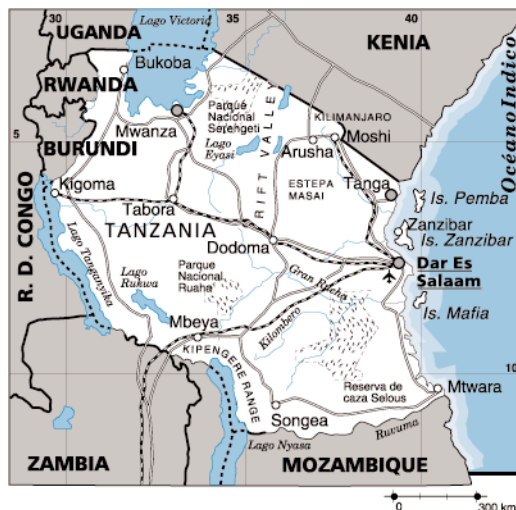 30
35
40
UGANDA
Lago Victoria
KENIA
Océano Indico
Bukoba
RWANDA
Parque
Nacional
Serengeti
RIFT VALLEY
KILIMANJARO
Mwanza
Moshi
5
BURUNDI
Lago
Eyasi
Arusha
Kigoma
ESTEPA
MASAI
Tanga
Is. Pemba
R. D. CONGO
Tabora
Zanzibar
TANZANIA
Is. Zanzibar
Dodoma
Lago Tanganyika
Dar Es
Salaam
Parque
Nacional
Ruaha
Gran Ruaha
Lago
Rukwa
Is. Mafia
Mbeya
Kilombero
KIPENGERE RANGE
10
Reserva de
caza Selous
Mtwara
Songea
Ruvuma
Lago Nyasa
ZAMBIA
MOZAMBIQUE
0
300 km